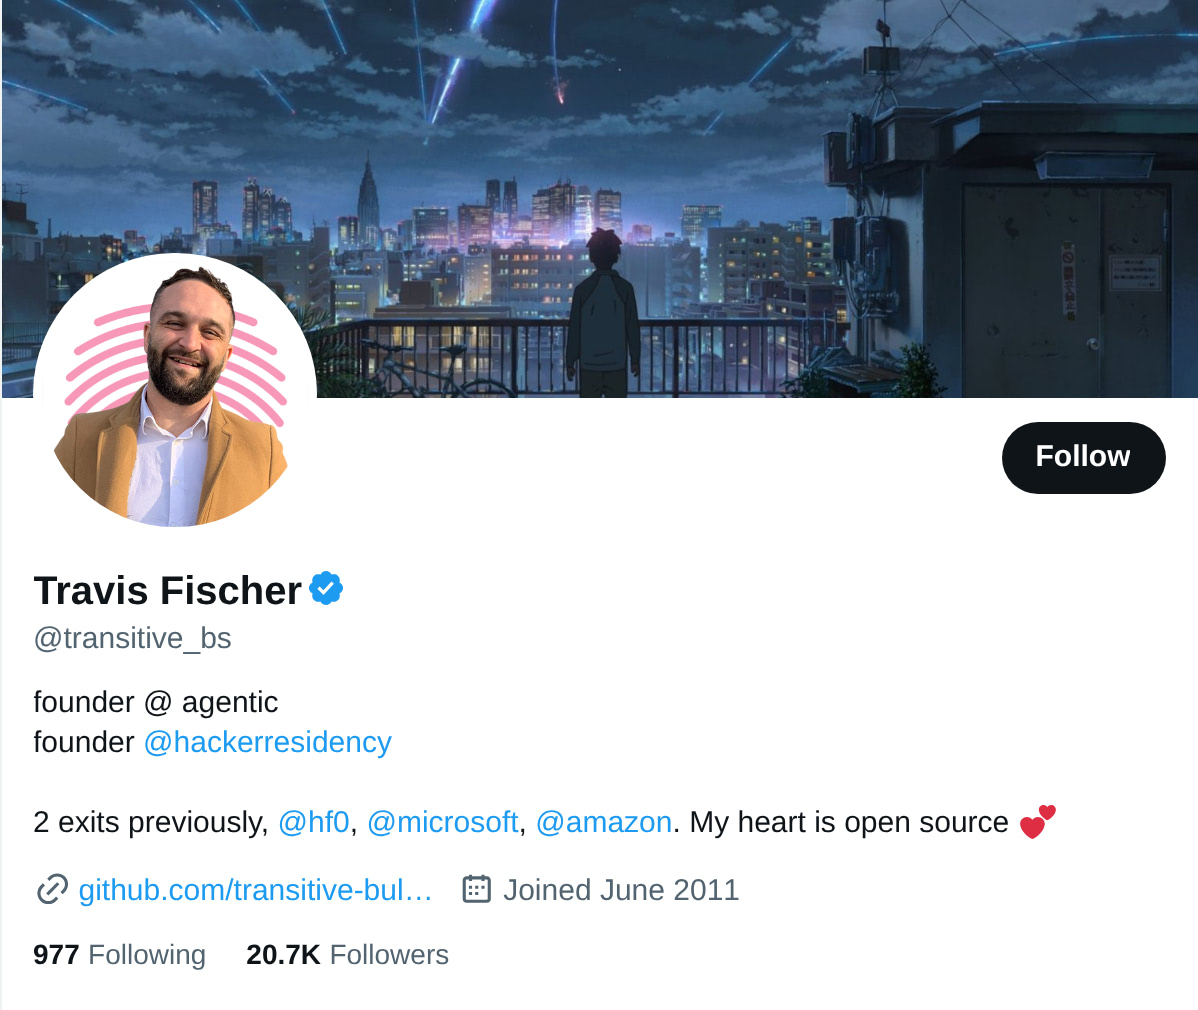 Follow
Travis Fischer
@transitive_bs
founder @ agentic
founder @hackerresidency
2 exits previously, @hf0, @microsoft, @amazon. My heart is open source 💕
github.com/transitive-bul… Joined June 2011
977 Following 20.7K Followers